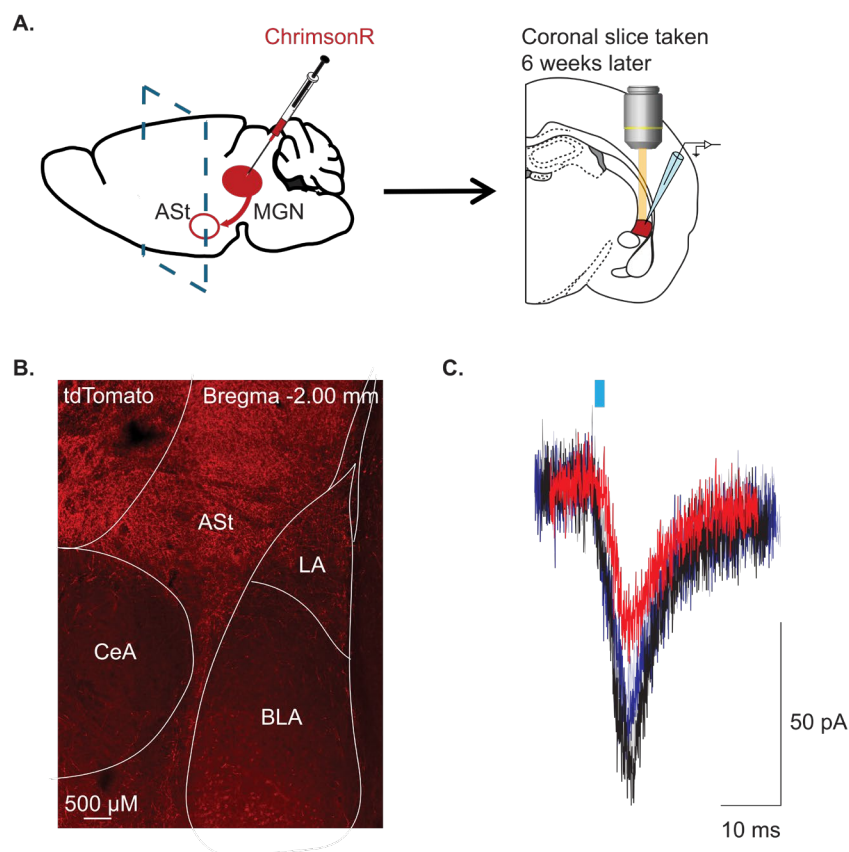 A.
ChrimsonR
Coronal slice taken
6 weeks later
ASt
MGN
B.
tdTomato
Bregma -2.00 mm
ASt
LA
CeA
BLA
500 µM
C.
50 pA
10 ms